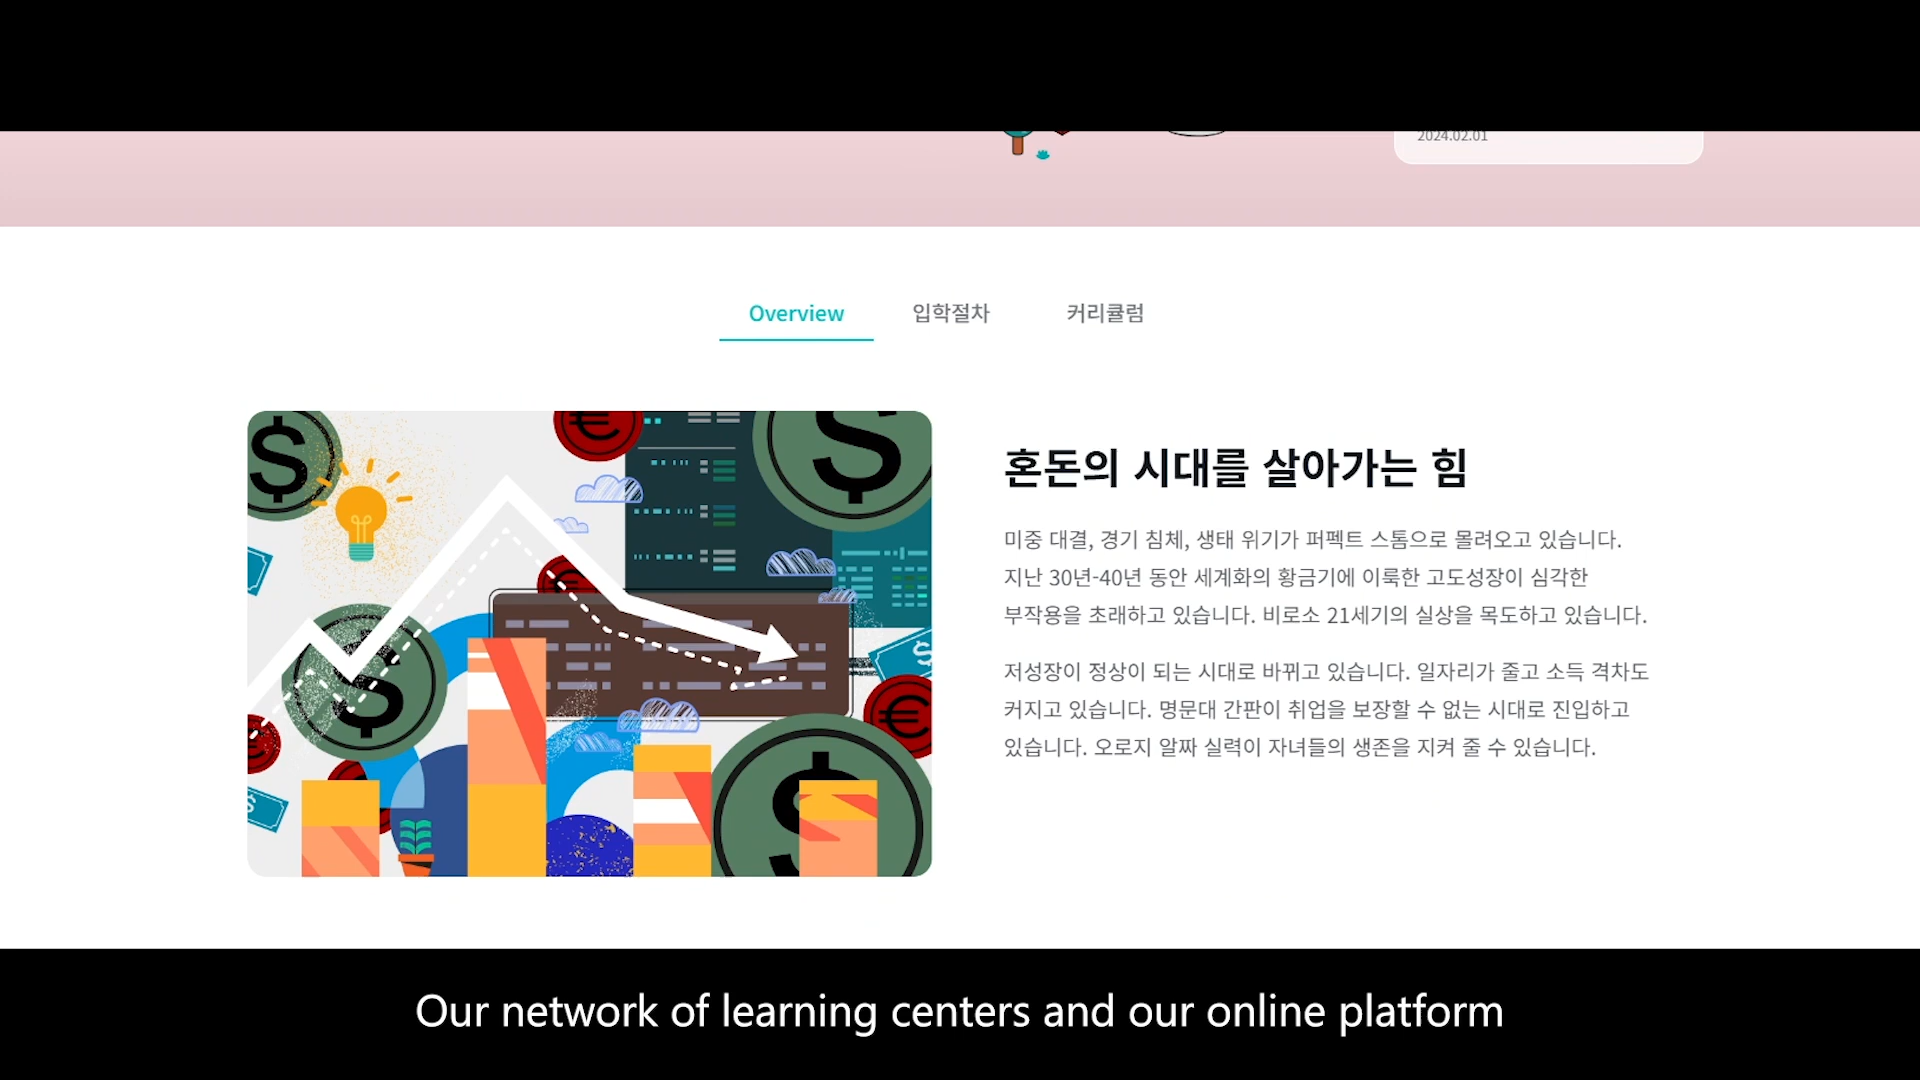 2024.02.01
Overview
입학절차
커리큘럼
혼돈의 시대를 살아가는 힘
미중 대결, 경기 침체, 생태 위기가 퍼펙트 스톰으로 몰려오고 있습니다.
지난 30년-40년 동안 세계화의 황금기에 이룩한 고도성장이 심각한
부작용을 초래하고 있습니다. 비로소 21세기의 실상을 목도하고 있습니다.
저성장이 정상이 되는 시대로 바뀌고 있습니다. 일자리가 줄고 소득 격차도
커지고 있습니다. 명문대 간판이 취업을 보장할 수 없는 시대로 진입하고
있습니다. 오로지 알짜 실력이 자녀들의 생존을 지켜 줄 수 있습니다.
Our network of learning centers and our online platform